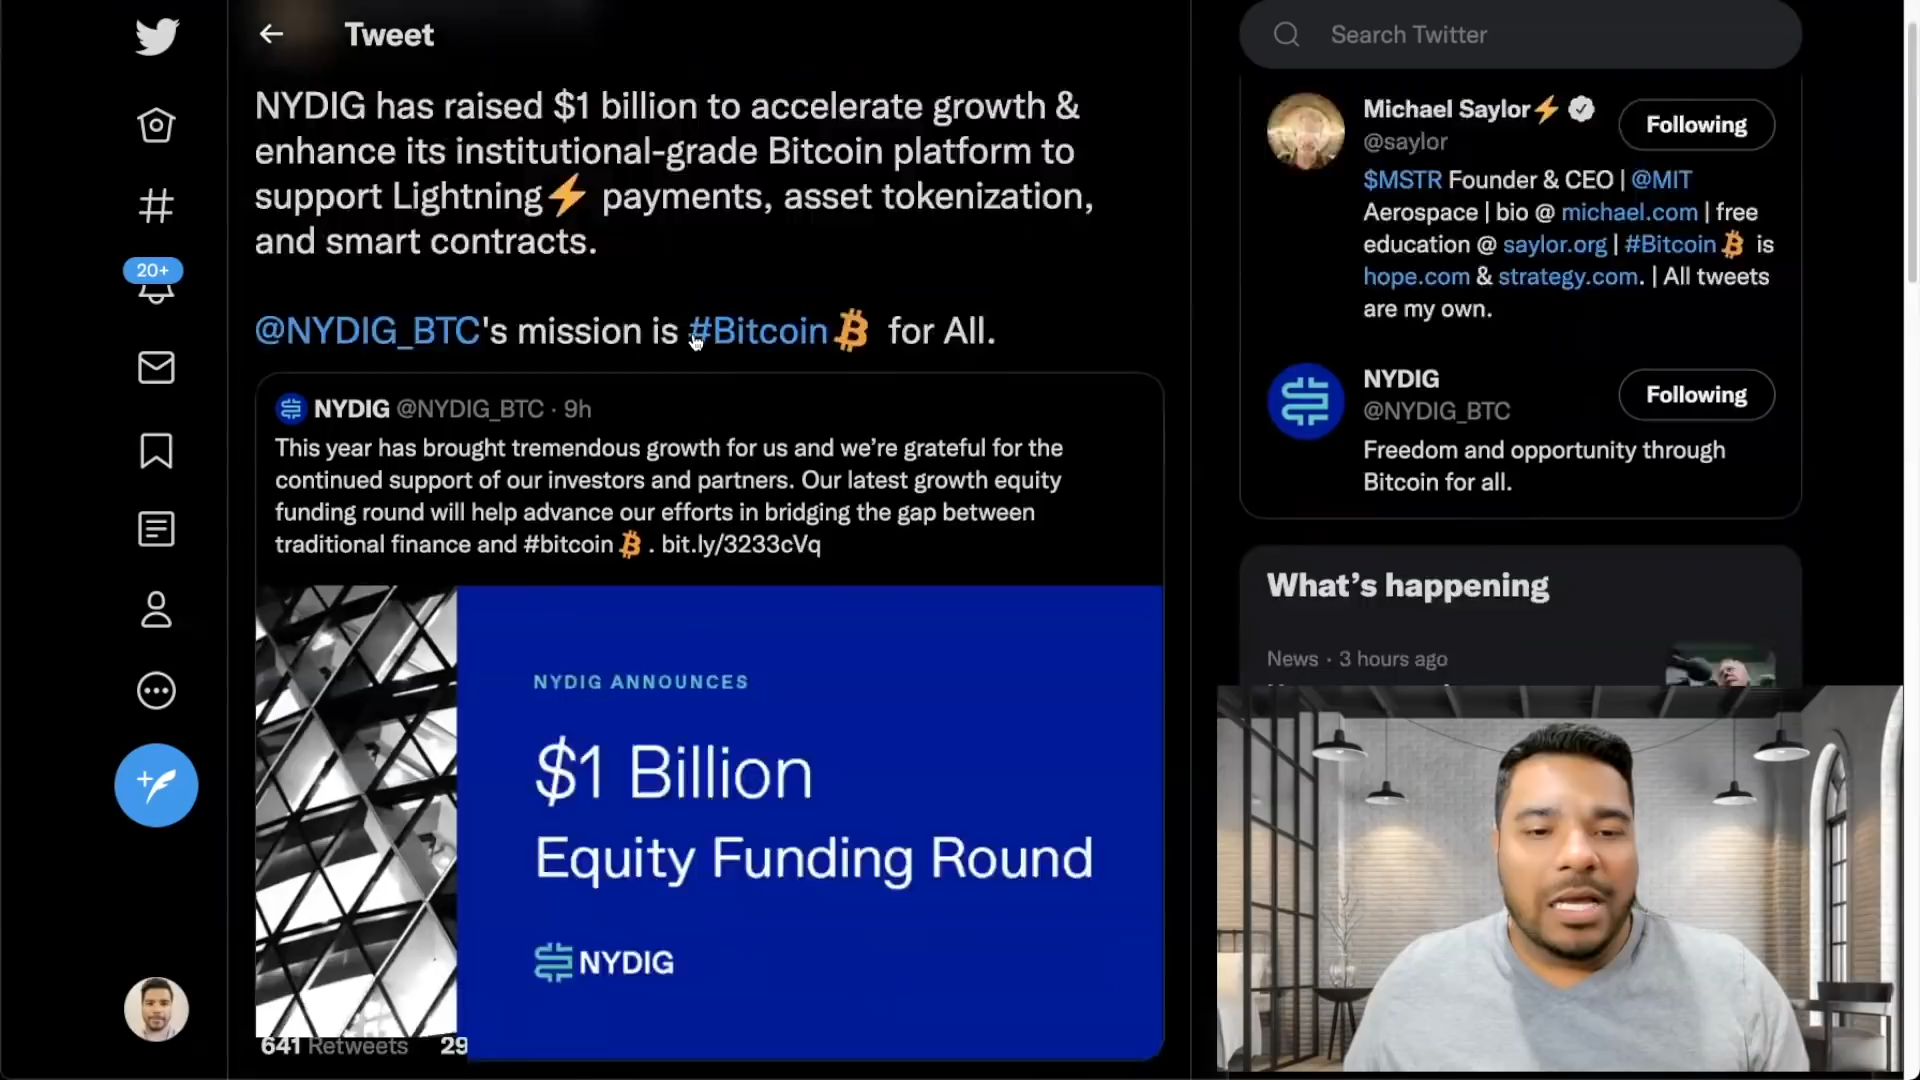 Tweet
NYDIG has raised $1 billion to accelerate growth &
enhance its institutional-grade Bitcoin platform to
support Lightning⚡ payments, asset tokenization,
and smart contracts.
@NYDIG_BTC's mission is #Bitcoin₿ for All.
20+
NYDIG @NYDIG_BTC · 9h
This year has brought tremendous growth for us and we’re grateful for the
continued support of our investors and partners. Our latest growth equity
funding round will help advance our efforts in bridging the gap between
traditional finance and #bitcoin₿ . bit.ly/3233cVq
NYDIG ANNOUNCES
$1 Billion
Equity Funding Round
NYDIG
641 Retweets 29
Search Twitter
Michael Saylor⚡
@saylor
Following
$MSTR Founder & CEO | @MIT
Aerospace | bio @ michael.com | free
education @ saylor.org | #Bitcoin₿ is
hope.com & strategy.com. | All tweets
are my own.
NYDIG
@NYDIG_BTC
Following
Freedom and opportunity through
Bitcoin for all.
What’s happening
News · 3 hours ago